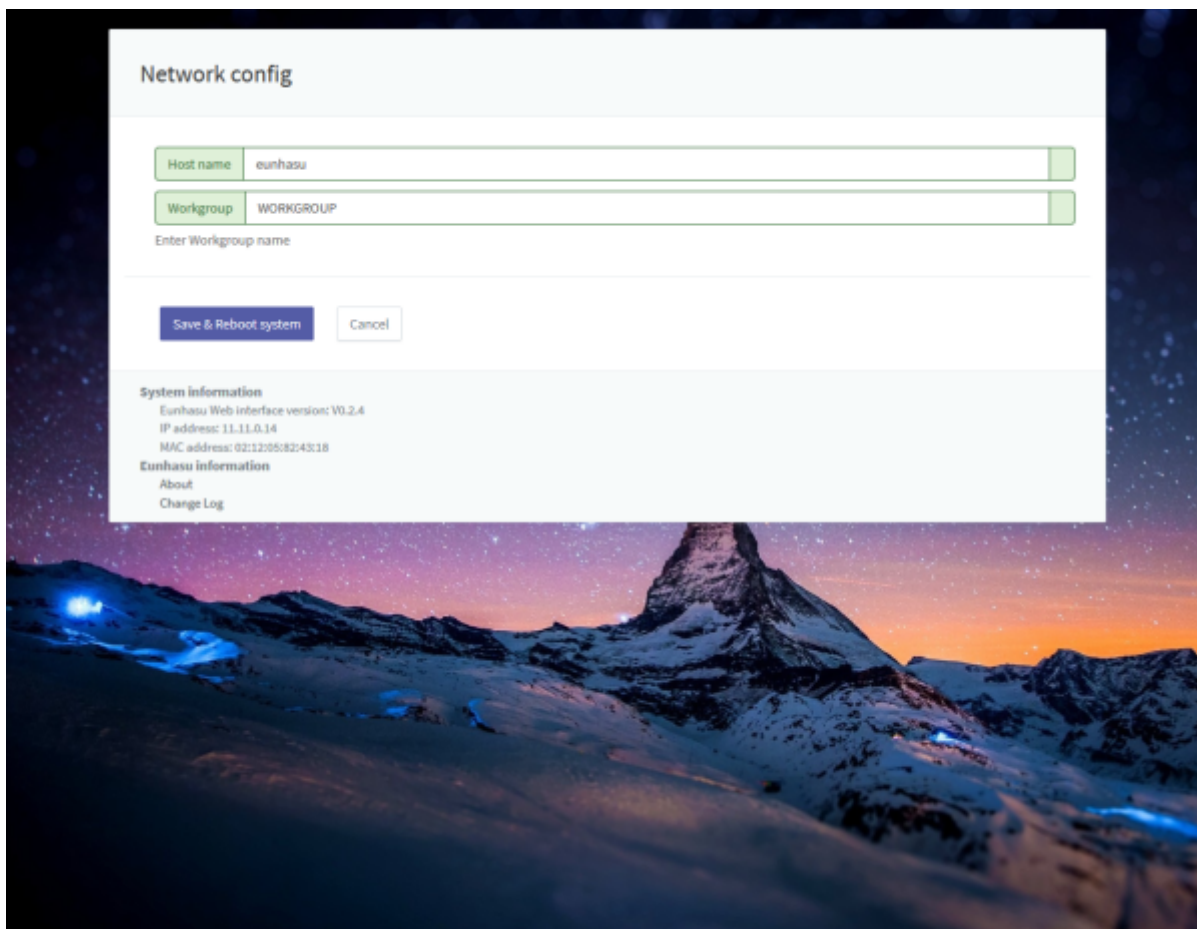 Network config
Host name eunhasu
Workgroup WORKGROUP
Enter Workgroup name
Save & Reboot system Cancel
System information
Eunhasu Web interface version: V0.2.4
IP address: 11.11.0.14
MAC address: 02:12:05:82:43:18
Eunhasu information
About
Change Log